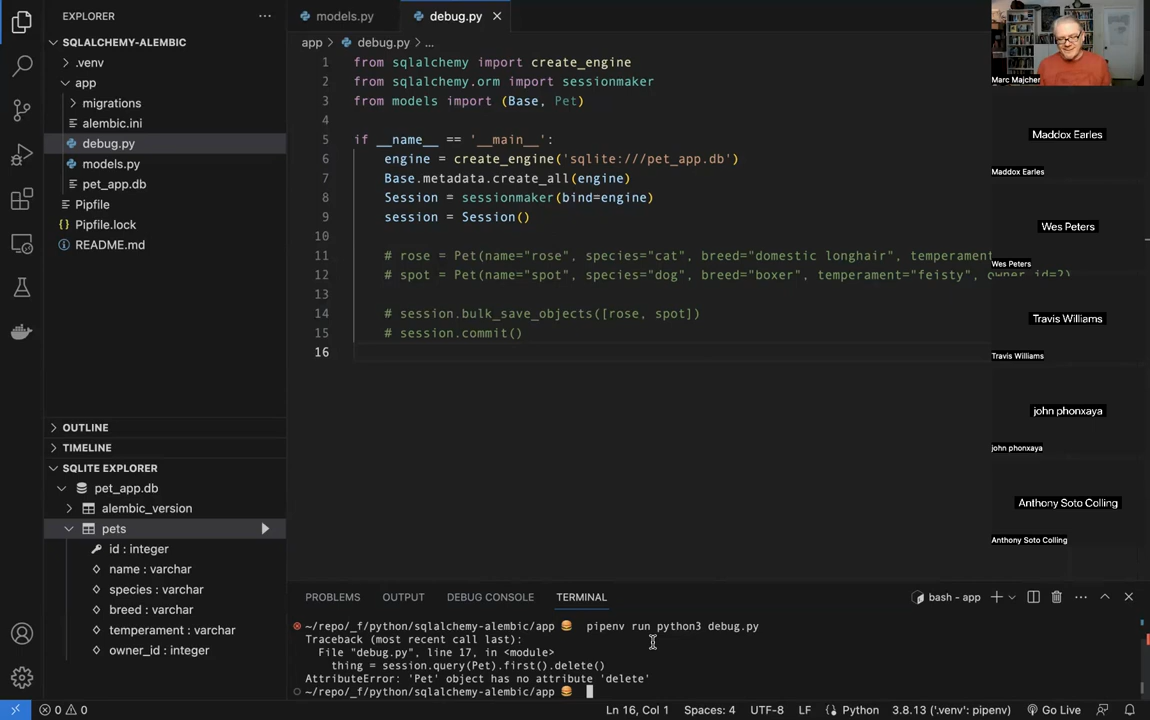 EXPLORER
SQLALCHEMY-ALEMBIC
.venv
app
migrations
alembic.ini
debug.py
models.py
pet_app.db
Pipfile
Pipfile.lock
README.md
OUTLINE
TIMELINE
SQLITE EXPLORER
pet_app.db
alembic_version
pets
id : integer
name : varchar
species : varchar
breed : varchar
temperament : varchar
owner_id : integer
models.py
debug.py
app > debug.py > ...
1 from sqlalchemy import create_engine
2 from sqlalchemy.orm import sessionmaker
3 from models import (Base, Pet)
4
5 if __name__ == '__main__':
6 engine = create_engine('sqlite:///pet_app.db')
7 Base.metadata.create_all(engine)
8 Session = sessionmaker(bind=engine)
9 session = Session()
10
11 # rose = Pet(name="rose", species="cat", breed="domestic longhair", temperament
12 # spot = Pet(name="spot", species="dog", breed="boxer", temperament="feisty", owner_id=2)
13
14 # session.bulk_save_objects([rose, spot])
15 # session.commit()
16
Marc Majcher
Maddox Earles
Maddox Earles
Wes Peters
Wes Peters
Travis Williams
Travis Williams
john phonxaya
john phonxaya
Anthony Soto Colling
Anthony Soto Colling
PROBLEMS OUTPUT DEBUG CONSOLE TERMINAL
bash - app
~/repo/_f/python/sqlalchemy-alembic/app 🍔 pipenv run python3 debug.py
Traceback (most recent call last):
File "debug.py", line 17, in <module>
thing = session.query(Pet).first().delete()
AttributeError: 'Pet' object has no attribute 'delete'
~/repo/_f/python/sqlalchemy-alembic/app 🍔
0 0
Ln 16, Col 1 Spaces: 4 UTF-8 LF Python 3.8.13 ('.venv': pipenv) Go Live